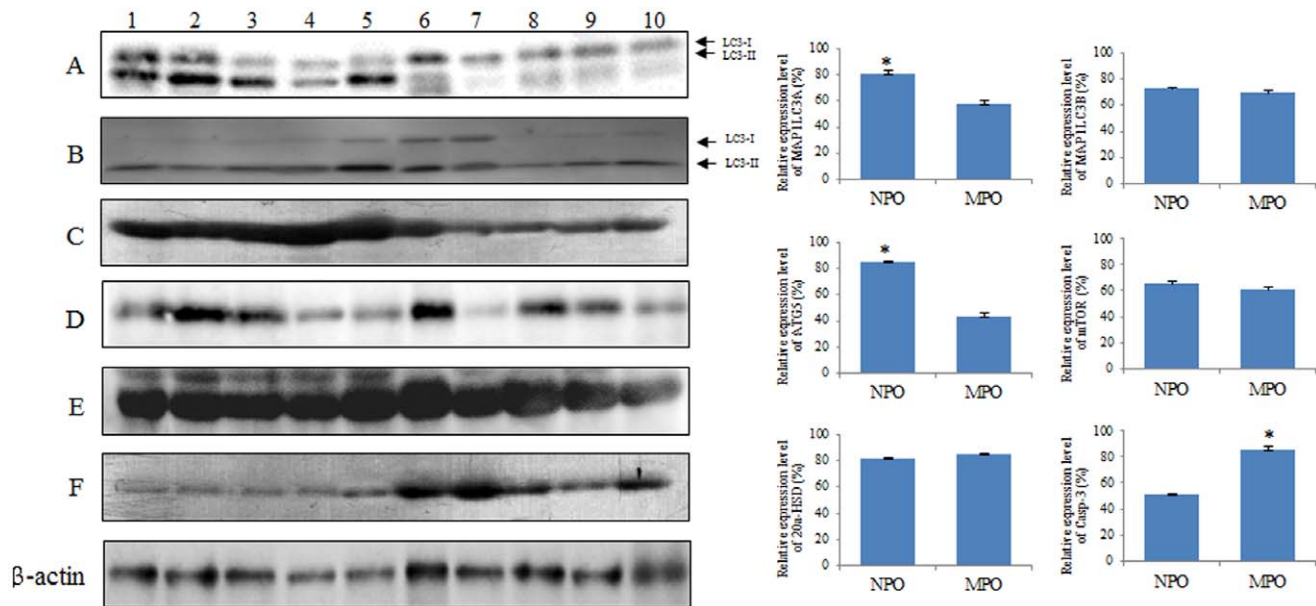 1 2 3 4 5 6 7 8 9 10
A
LC3-I
LC3-II
B
LC3-I
LC3-II
C
D
E
F
β-actin
Relative expression level
of MAP1LC3A (%)
100
80
60
40
20
0
*
NPO MPO
Relative expression level
of MAP1LC3B (%)
100
80
60
40
20
0
NPO MPO
Relative expression level
of ATG5 (%)
100
80
60
40
20
0
*
NPO MPO
Relative expression level
of mTOR (%)
100
80
60
40
20
0
NPO MPO
Relative expression level
of 20a-HSD (%)
100
80
60
40
20
0
NPO MPO
Relative expression level
of Casp-3 (%)
100
80
60
40
20
0
*
NPO MPO